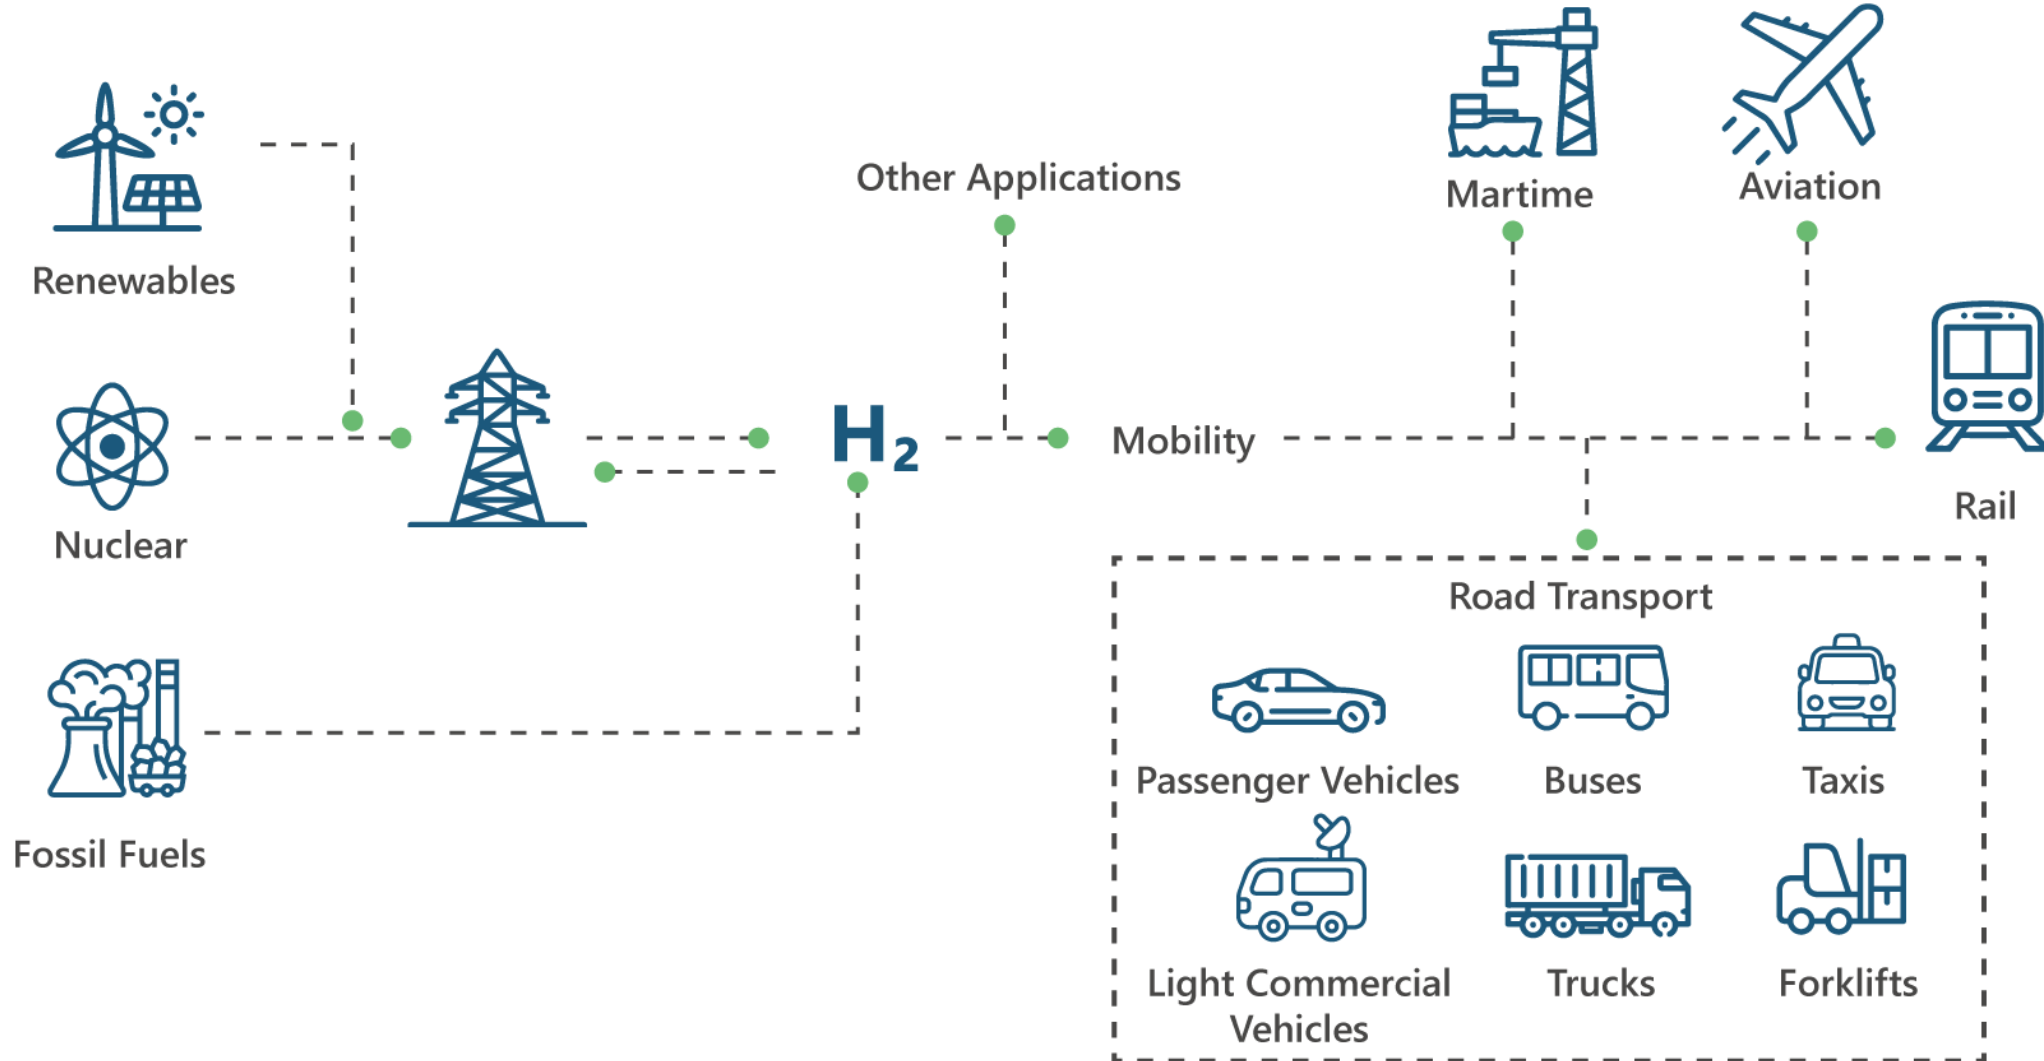 Renewables
Nuclear
Fossil Fuels
H₂
Other Applications
Mobility
Martime
Aviation
Rail
Road Transport
Passenger Vehicles
Buses
Taxis
Light Commercial
Vehicles
Trucks
Forklifts